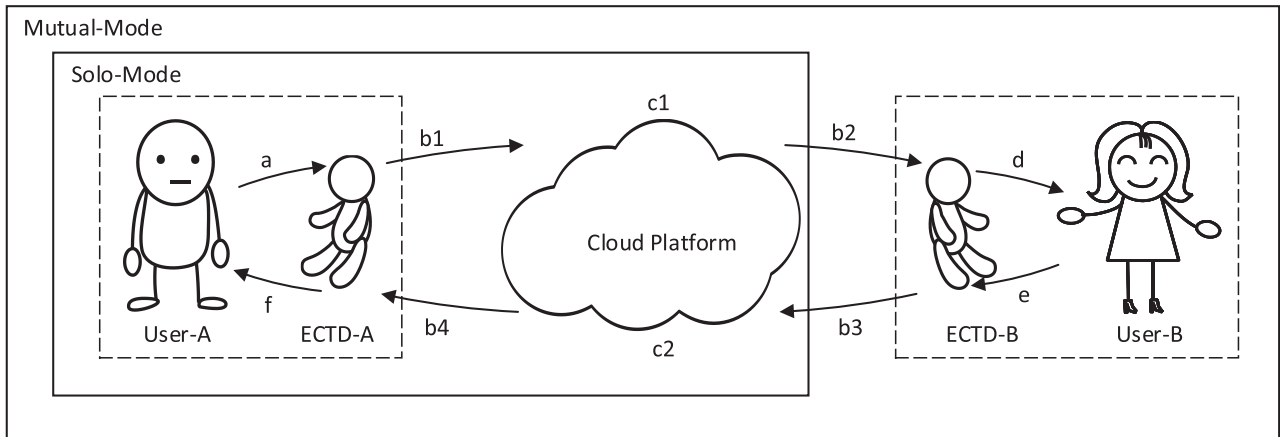 Mutual-Mode
Solo-Mode
c1
a
b1
b2
d
Cloud Platform
f
b4
b3
e
User-A
ECTD-A
c2
ECTD-B
User-B